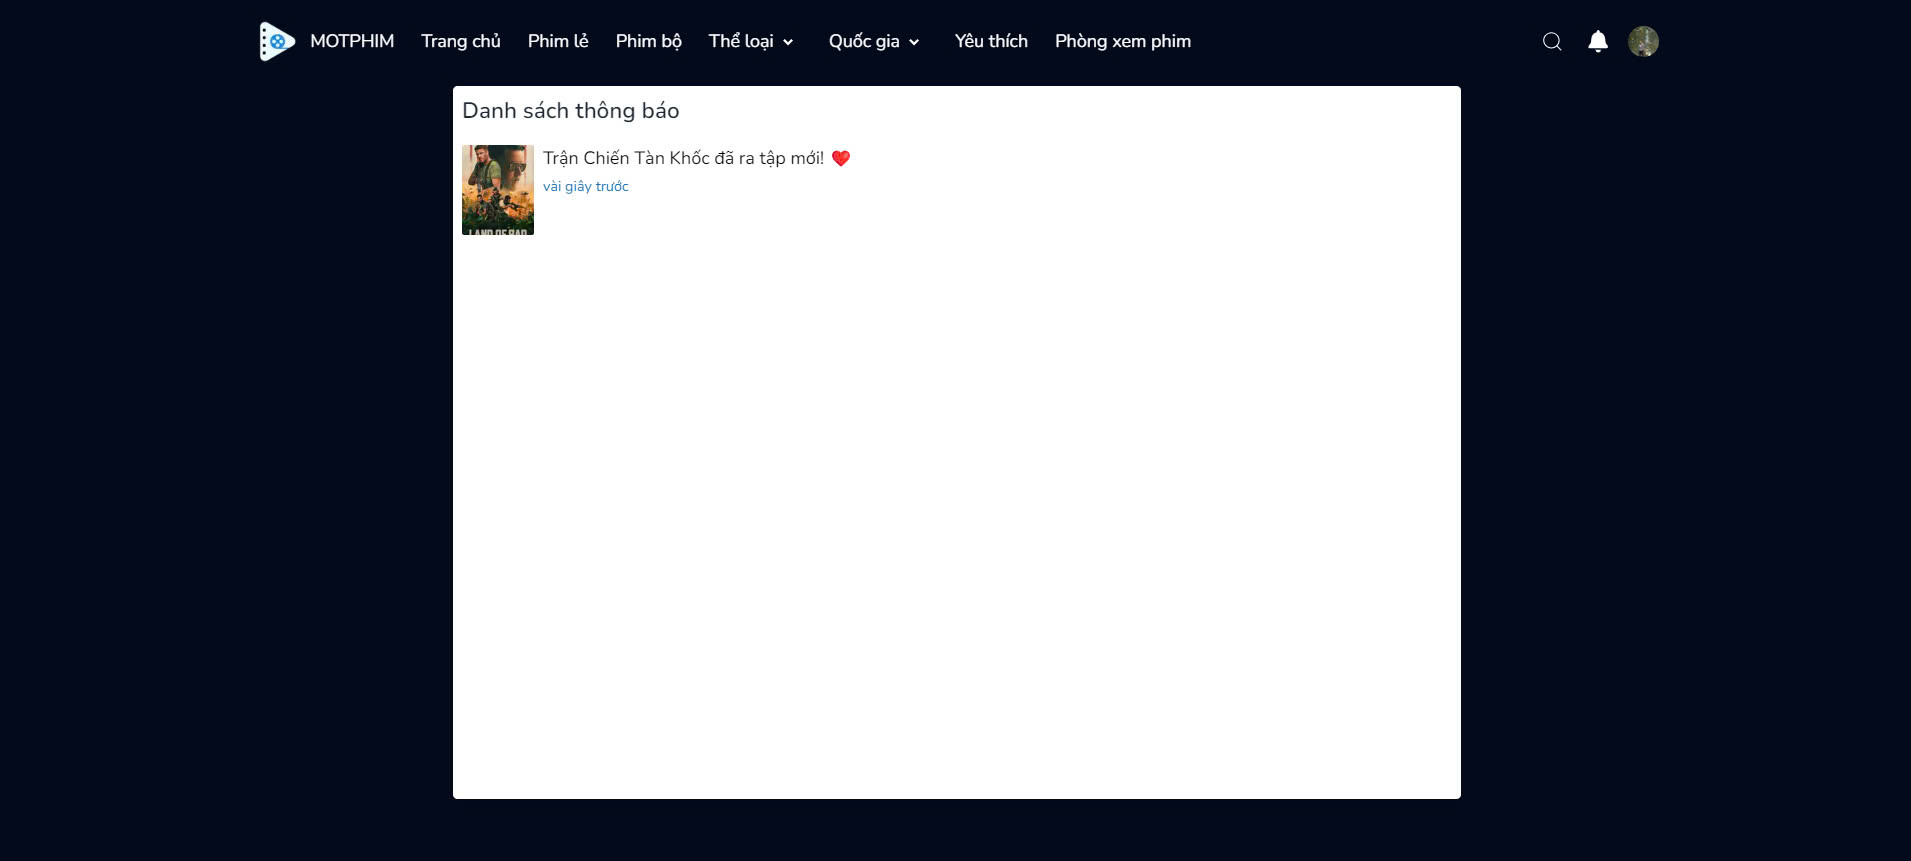 MOTPHIM Trang chủ Phim lẻ Phim bộ Thể loại Quốc gia Yêu thích Phòng xem phim
Danh sách thông báo
Trận Chiến Tàn Khốc đã ra tập mới! ❤️
vài giây trước
LAND OF BAD